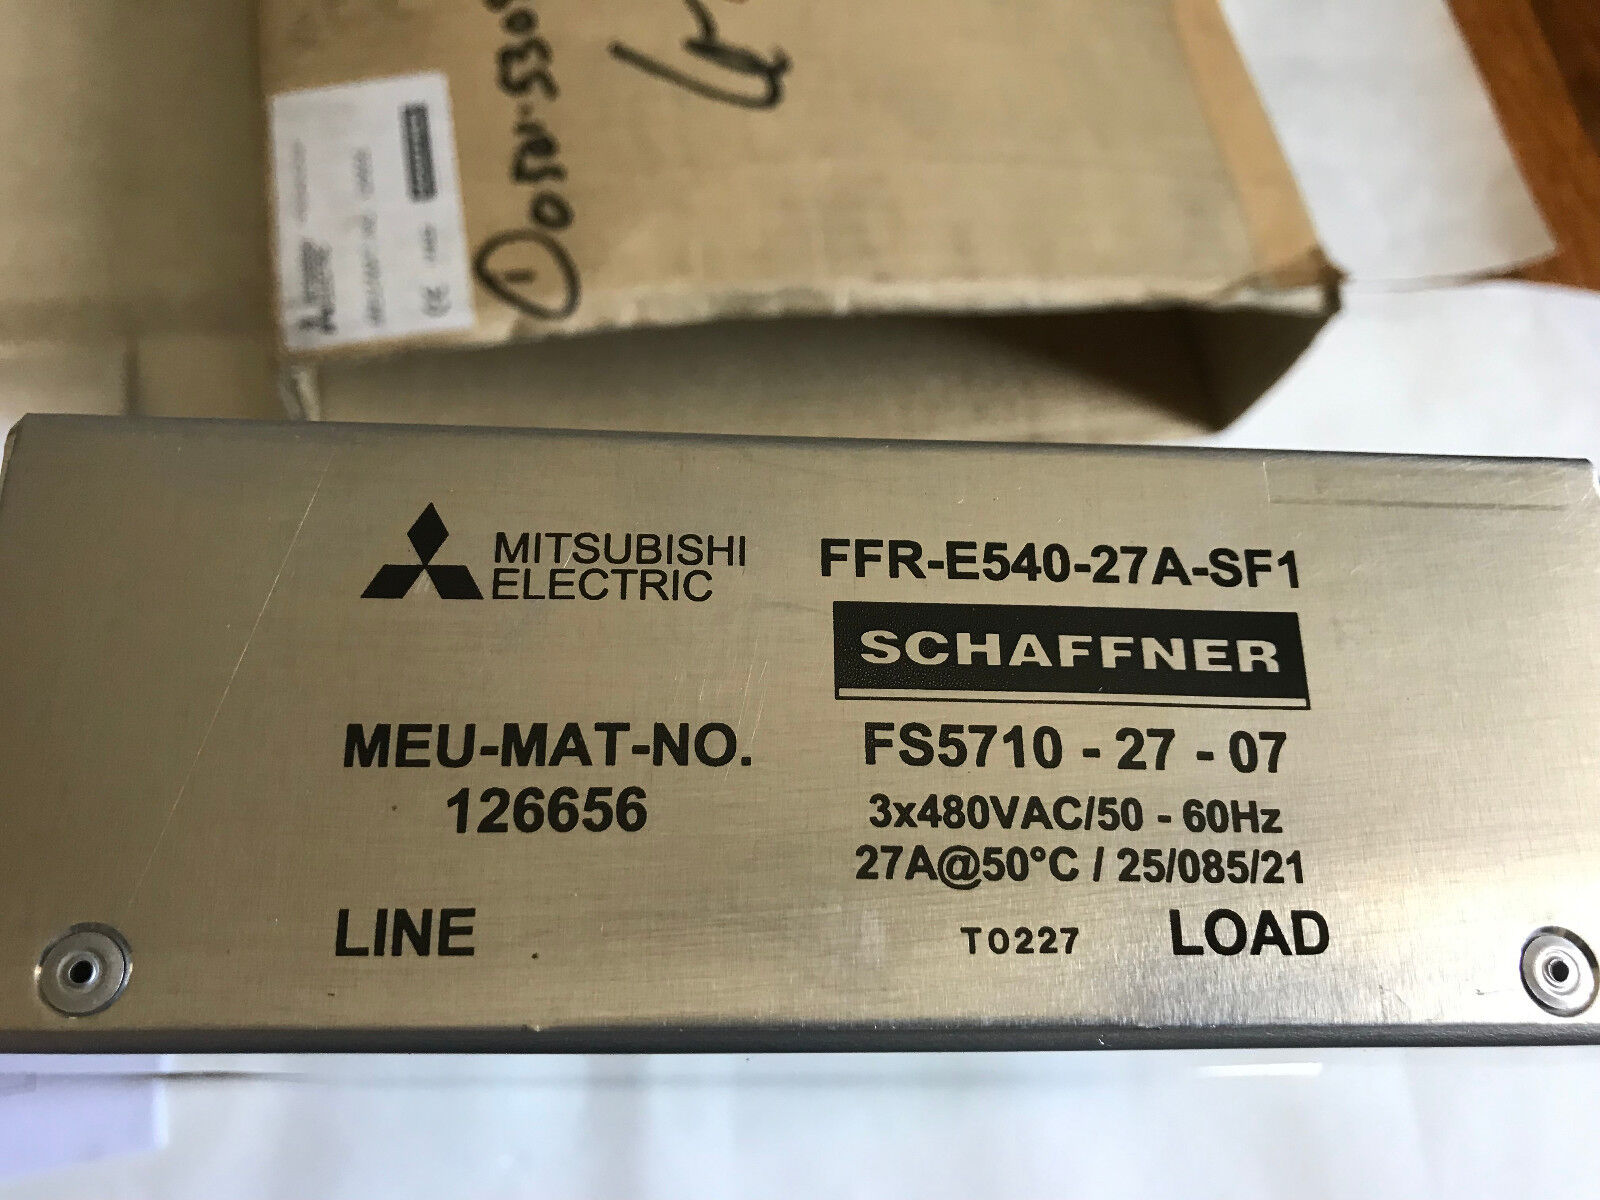 MITSUBISHI
ELECTRIC
FFR-E540-27A-SF1
SCHAFFNER
MEU-MAT-NO.
126656
FS5710 - 27 - 07
3x480VAC/50 - 60Hz
27A@50°C / 25/085/21
LINE
T0227
LOAD
CE